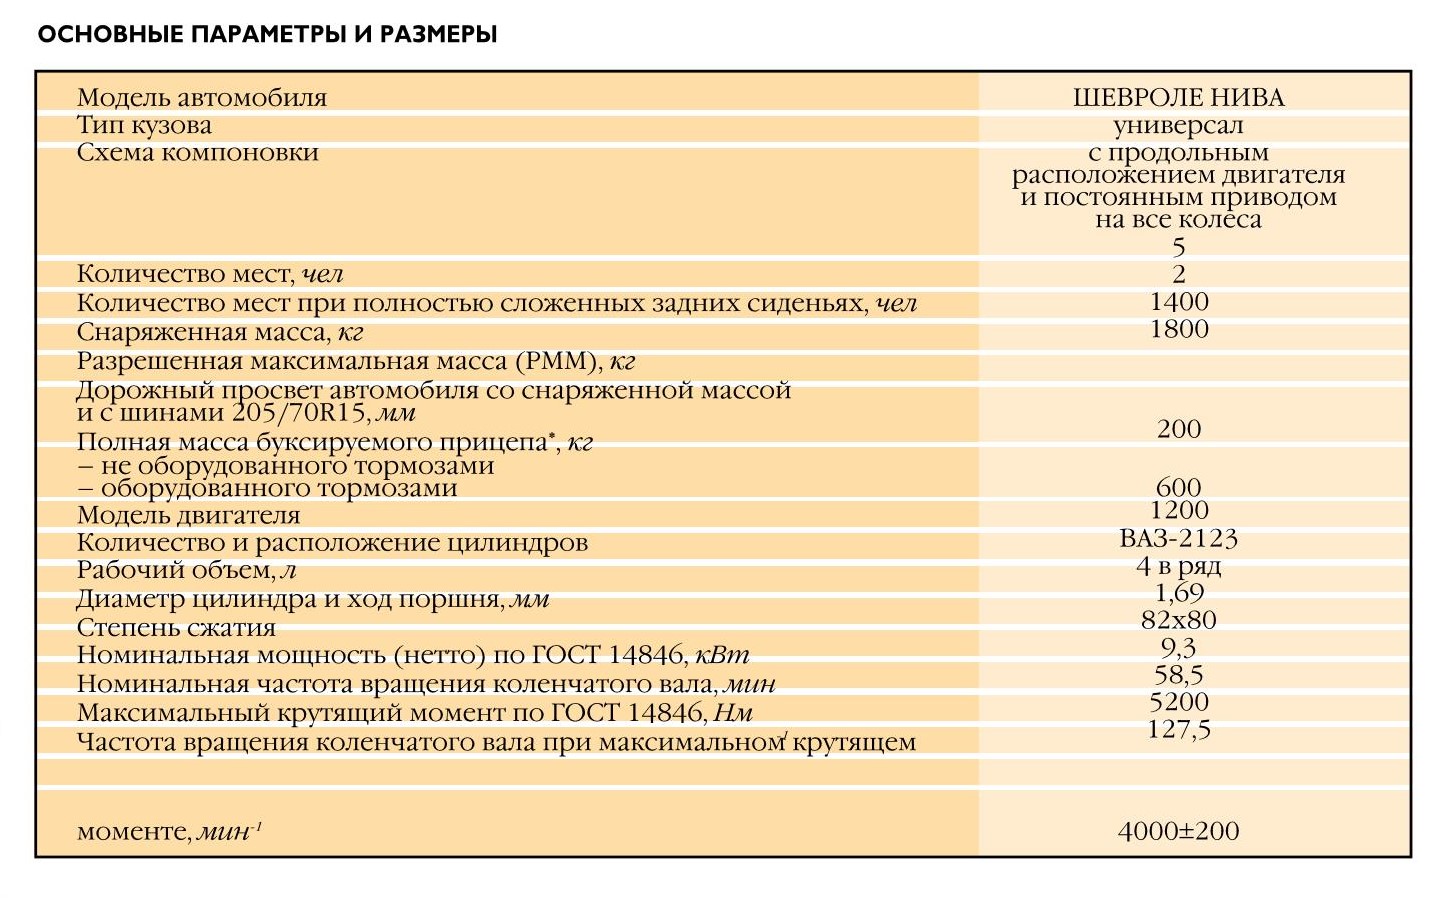 ОСНОВНЫЕ ПАРАМЕТРЫ И РАЗМЕРЫ
Модель автомобиля ШЕВРОЛЕ НИВА
Тип кузова универсал
Схема компоновки с продольным
расположением двигателя
и постоянным приводом
на все колеса
5
Количество мест, чел 2
Количество мест при полностью сложенных задних сиденьях, чел 1400
Снаряженная масса, кг 1800
Разрешенная максимальная масса (РММ), кг
Дорожный просвет автомобиля со снаряженной массой
и с шинами 205/70R15, мм
200
Полная масса буксируемого прицепа*, кг
– не оборудованного тормозами
– оборудованного тормозами 600
Модель двигателя 1200
Количество и расположение цилиндров ВАЗ-2123
Рабочий объем, л 4 в ряд
Диаметр цилиндра и ход поршня, мм 1,69
Степень сжатия 82х80
Номинальная мощность (нетто) по ГОСТ 14846, кВт 9,3
Номинальная частота вращения коленчатого вала, мин 58,5
Максимальный крутящий момент по ГОСТ 14846, Нм 5200
Частота вращения коленчатого вала при максимальном-1 крутящем 127,5
моменте, мин-1 4000±200